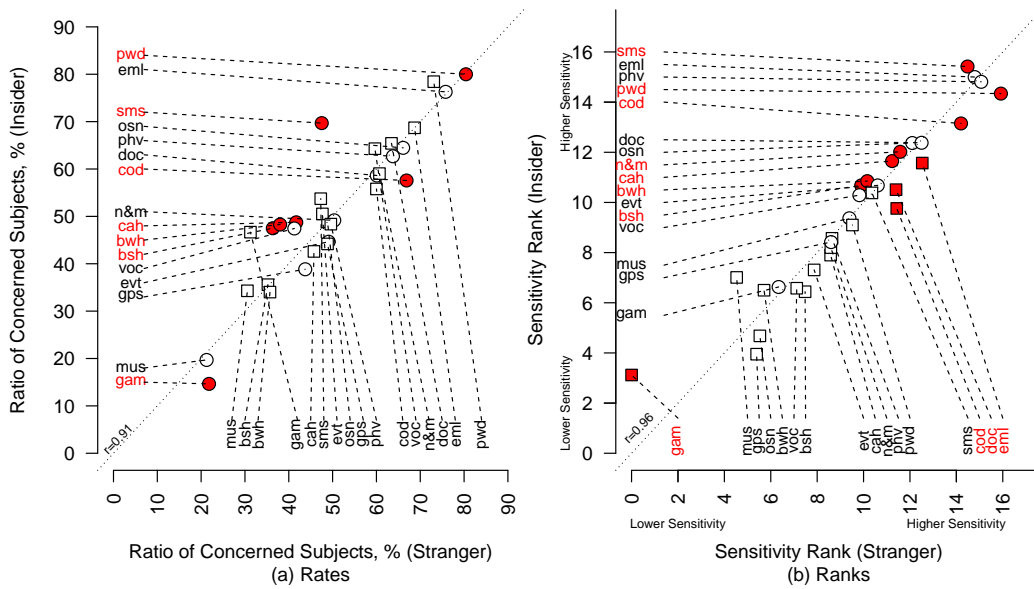 Ratio of Concerned Subjects, % (Insider)
90
80
70
60
50
40
30
20
10
0
pwd
eml
sms
osn
phv
doc
cod
n&m
cah
bwh
bsh
voc
evt
gps
mus
gam
r=0.91
mus
bsh
bwh
gam
cah
sms
evt
osn
gps
phv
cod
voc
n&m
doc
eml
pwd
0
10
20
30
40
50
60
70
80
90
Ratio of Concerned Subjects, % (Stranger)
(a) Rates
Sensitivity Rank (Insider)
Higher Sensitivity
Lower Sensitivity
16
14
12
10
8
6
4
2
0
sms
eml
phv
pwd
cod
doc
osn
n&m
cah
bwh
evt
bsh
voc
mus
gps
gam
r=0.96
gam
mus
gps
osn
bwh
voc
bsh
evt
cah
n&m
phv
pwd
sms
cod
doc
eml
0
2
4
6
8
10
12
14
16
Lower Sensitivity
Higher Sensitivity
Sensitivity Rank (Stranger)
(b) Ranks